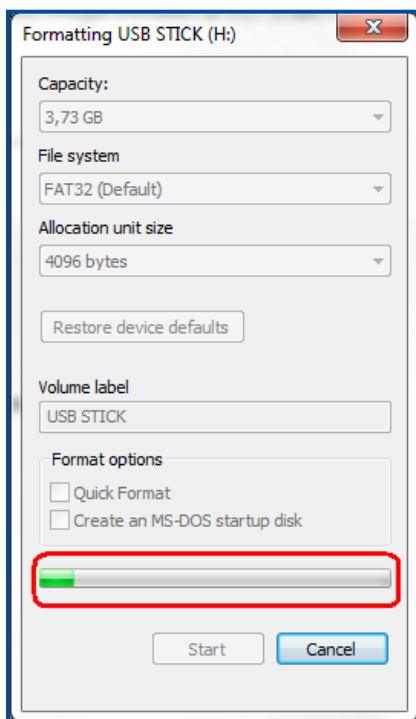 Formatting USB STICK (H:)
Capacity:
3,73 GB
File system
FAT32 (Default)
Allocation unit size
4096 bytes
Restore device defaults
Volume label
USB STICK
Format options
Quick Format
Create an MS-DOS startup disk
Start Cancel